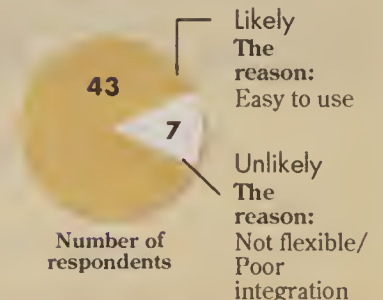 Likely
The
reason:
Easy to use
43
7
Unlikely
The
reason:
Not flexible/
Poor
integration
Number of
respondents